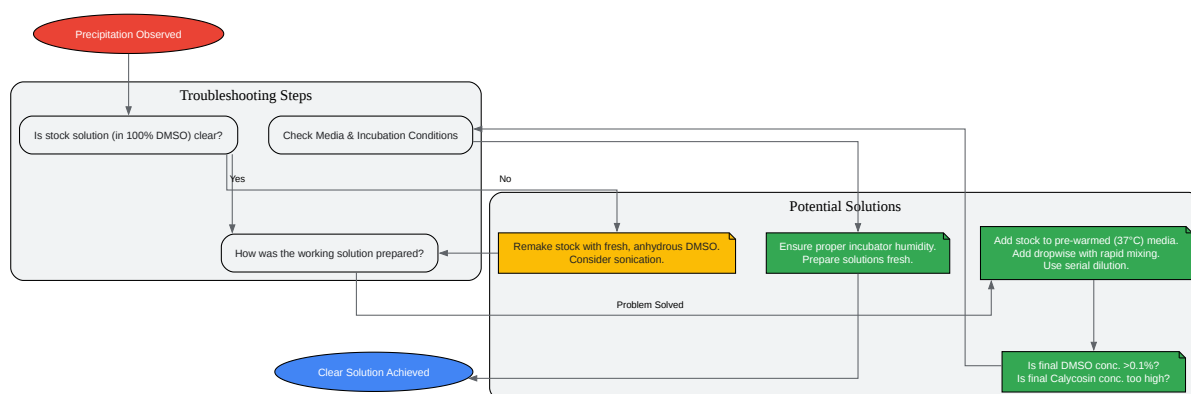 Precipitation Observed
Troubleshooting Steps
Is stock solution (in 100% DMSO) clear?
Check Media & Incubation Conditions
Yes
No
Potential Solutions
How was the working solution prepared?
Remake stock with fresh, anhydrous DMSO.
Consider sonication.
Ensure proper incubator humidity.
Prepare solutions fresh.
Add stock to pre-warmed (37°C) media.
Add dropwise with rapid mixing.
Use serial dilution.
Problem Solved
Clear Solution Achieved
Is final DMSO conc. >0.1%?
Is final Calycosin conc. too high?